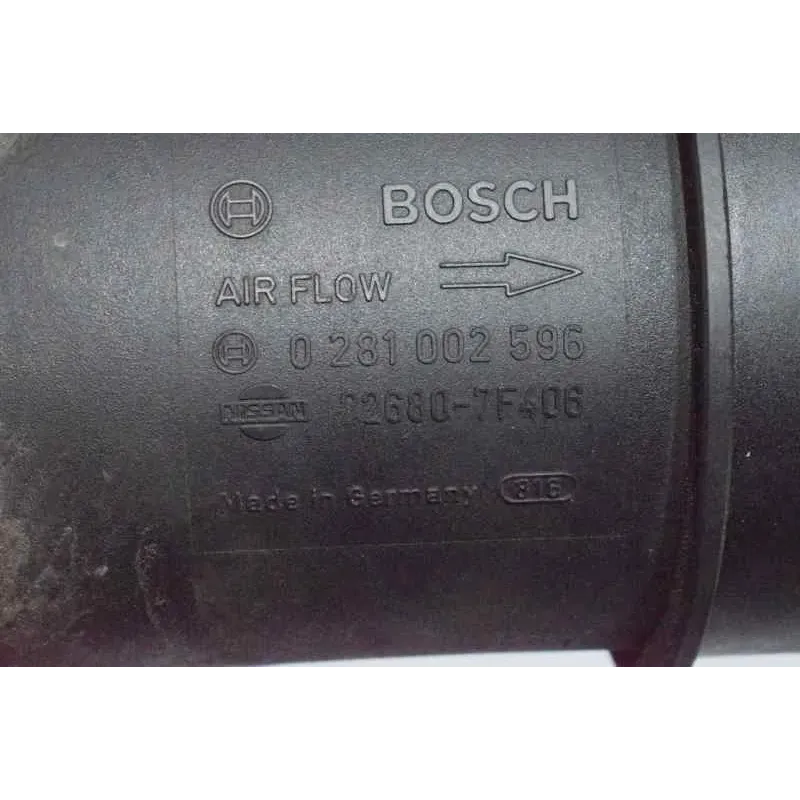 BOSCH
AIR FLOW
0 281 002 596
NISSAN 22680-7F406
Made in Germany 816